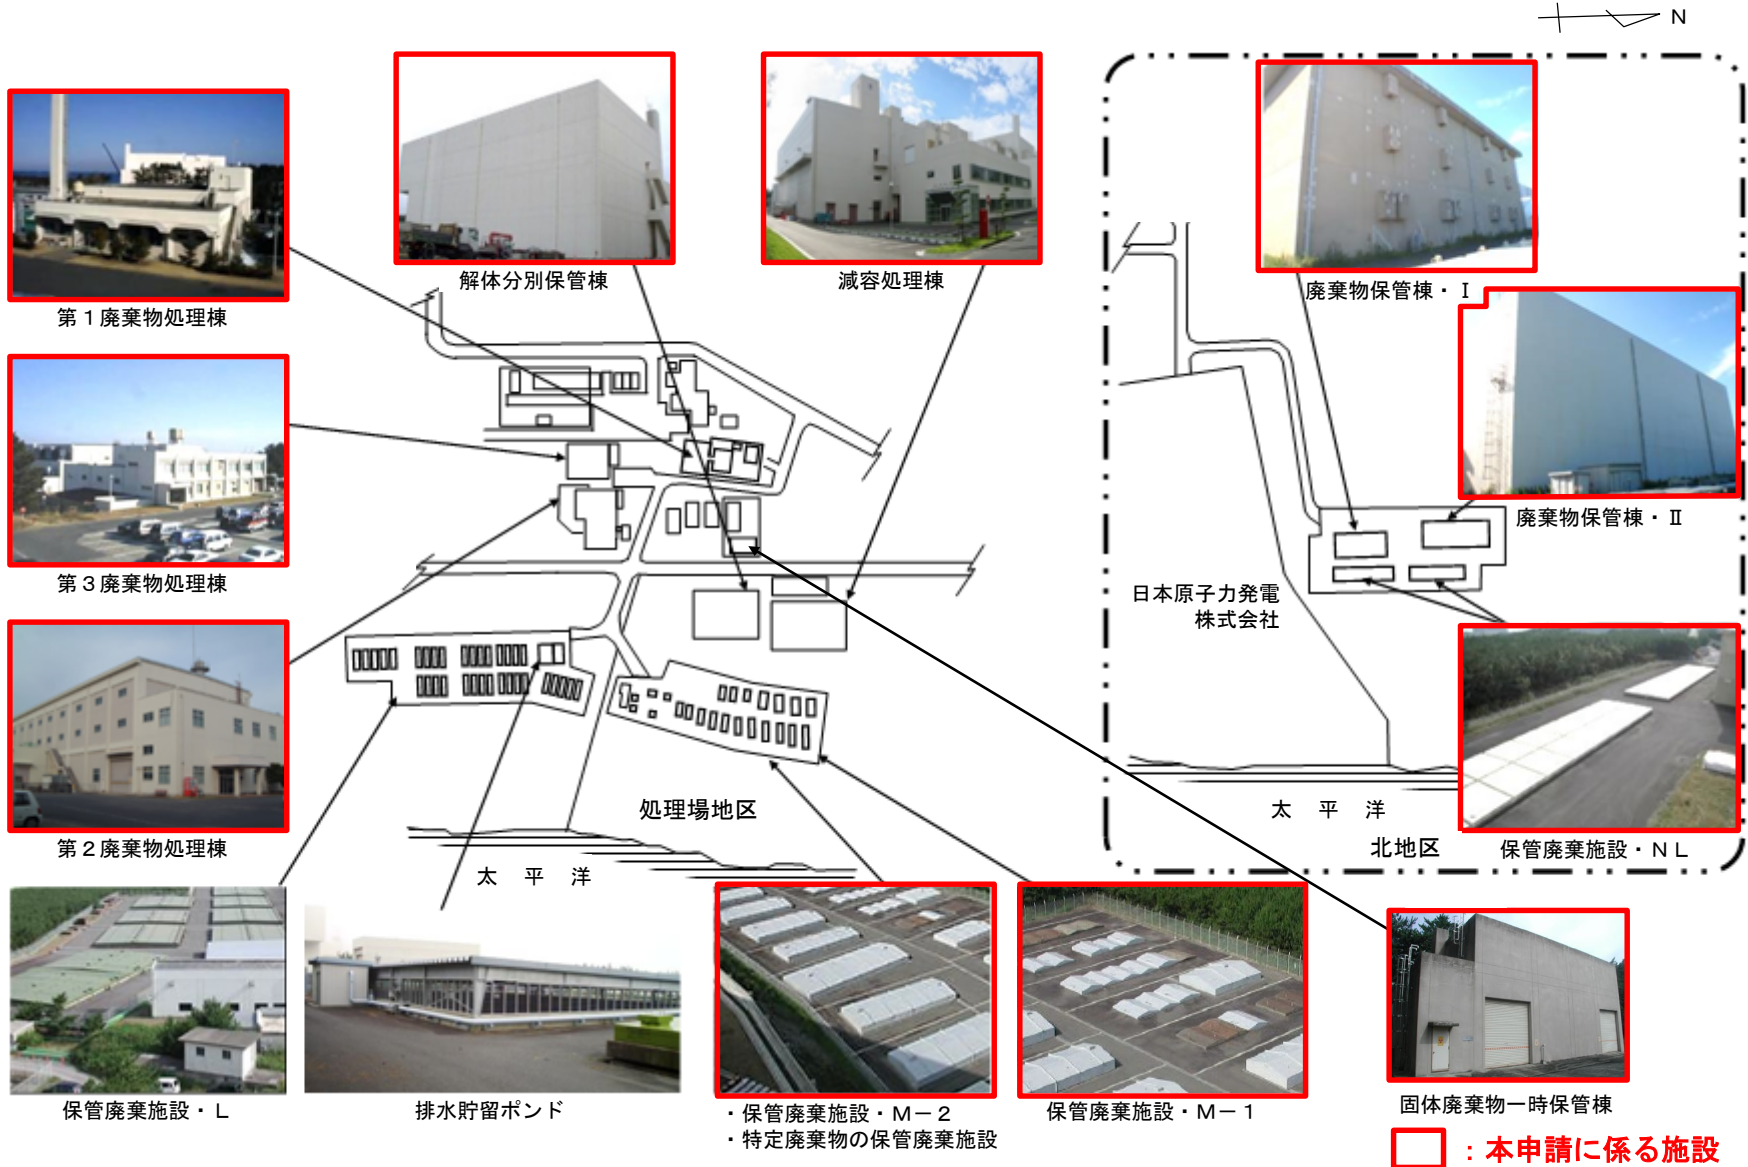 N
解体分別保管棟
減容処理棟
廃棄物保管棟・Ⅰ
第１廃棄物処理棟
廃棄物保管棟・Ⅱ
第３廃棄物処理棟
日本原子力発電
株式会社
処理場地区
太　平　洋
北地区
保管廃棄施設・ＮＬ
第２廃棄物処理棟
太　平　洋
保管廃棄施設・Ｌ
排水貯留ポンド
・保管廃棄施設・Ｍ－２
・特定廃棄物の保管廃棄施設
保管廃棄施設・Ｍ－１
固体廃棄物一時保管棟
：本申請に係る施設